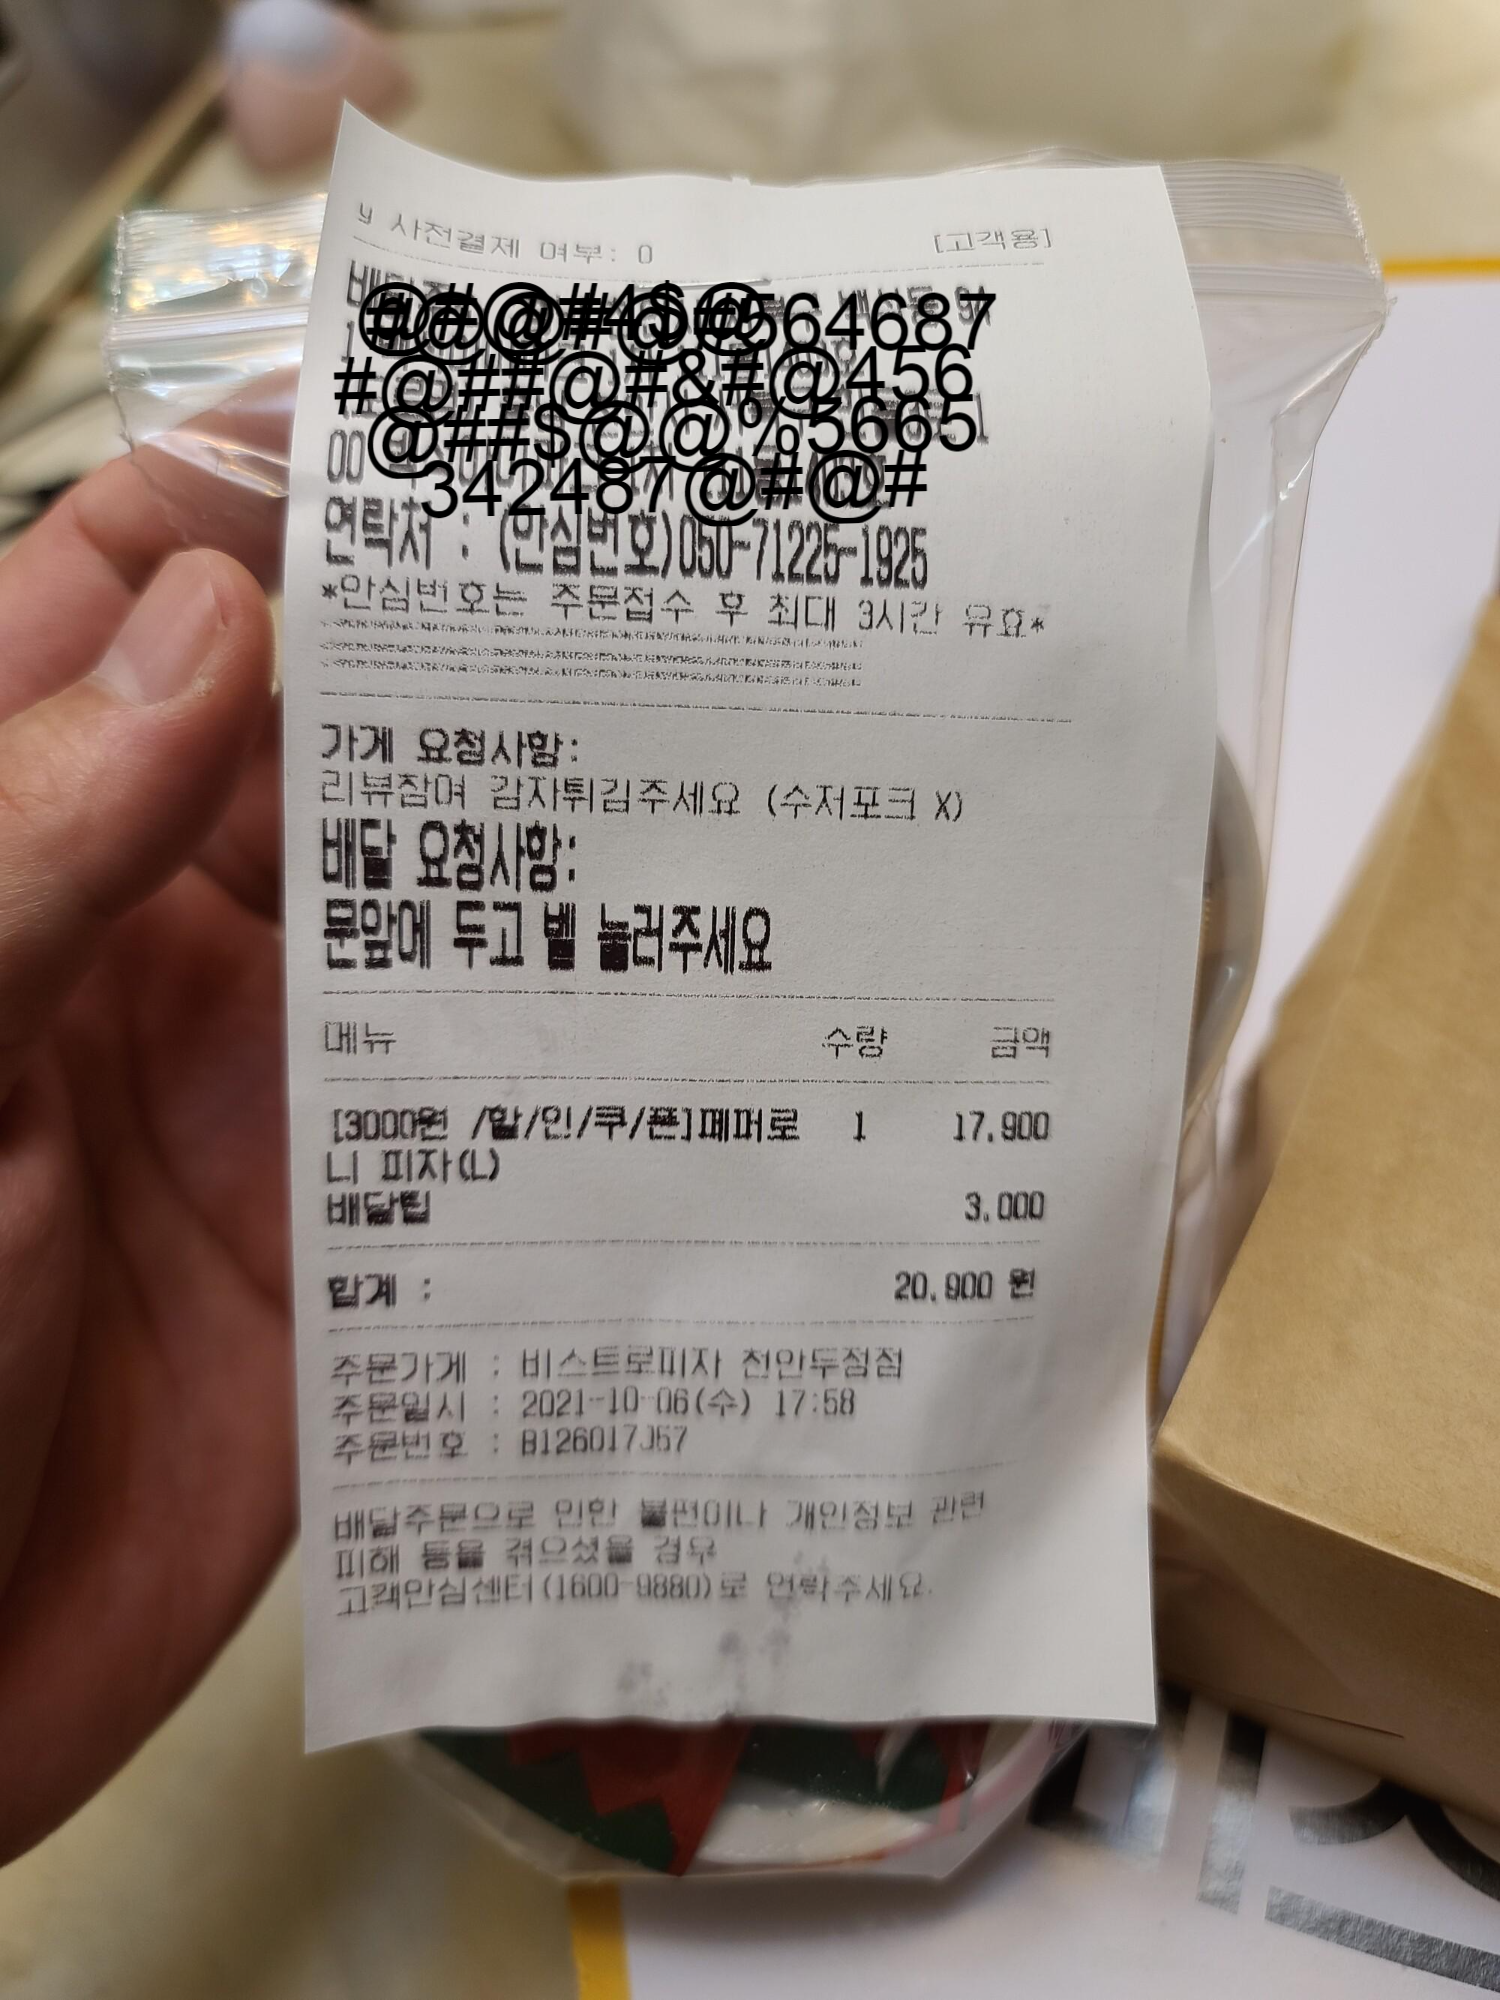 사전결제 여부: O [고객용]
@#@@#4$@#564687
#@##@#&#@456
@##$@@%5665
342487@#@#
연락처 : (안심번호)050-71225-1925
*안심번호는 주문접수 후 최대 3시간 유효*
가게 요청사항:
리뷰참여 감자튀김주세요 (수저포크 X)
배달 요청사항:
문앞에 두고 벨 눌러주세요
메뉴 수량 금액
[3000원 /할/인/쿠/폰]페퍼로 1 17,900
니 피자(L)
배달팁 3,000
합계 : 20,900 원
주문가게 : 비스트로피자 천안두정점
주문일시 : 2021-10-06(수) 17:58
주문번호 : B126017J57
배달주문으로 인한 불편이나 개인정보 관련
피해 등을 겪으셨을 경우
고객안심센터(1600-9880)로 연락주세요.